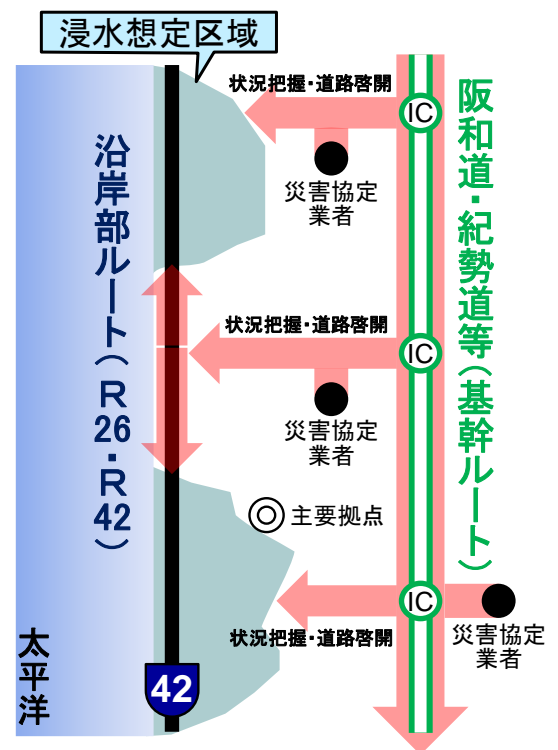 浸水想定区域
状況把握・道路啓開
IC
災害協定
業者
阪和道・紀勢道等(基幹ルート)
沿岸部ルート(R26・R42)
状況把握・道路啓開
IC
災害協定
業者
主要拠点
IC
状況把握・道路啓開
災害協定
業者
太平洋
42